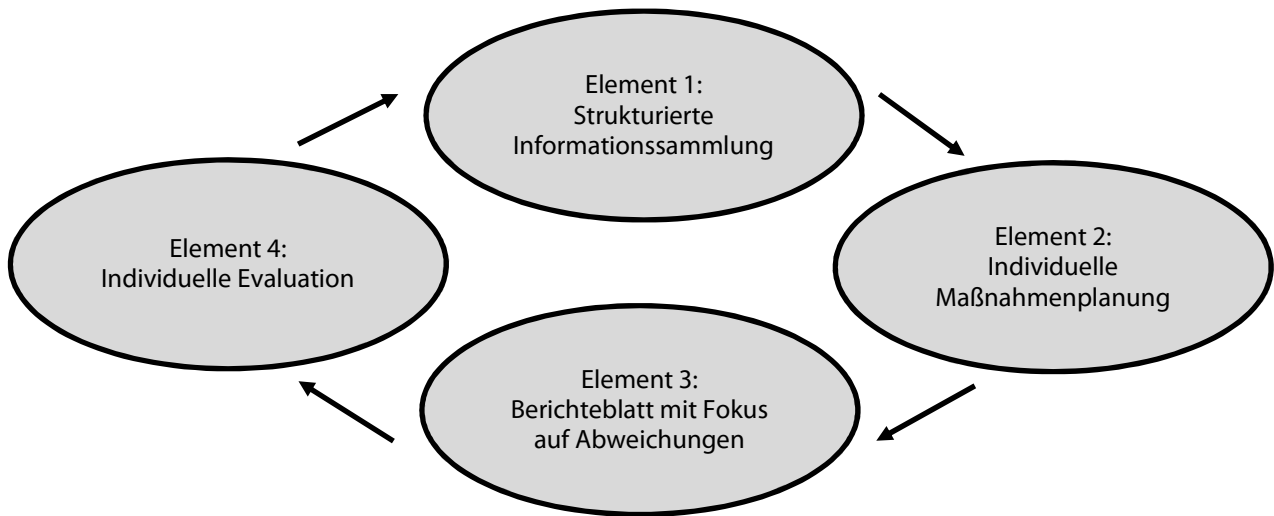 Element 1:
Strukturierte
Informationssammlung
Element 2:
Individuelle
Maßnahmenplanung
Element 3:
Berichteblatt mit Fokus
auf Abweichungen
Element 4:
Individuelle Evaluation